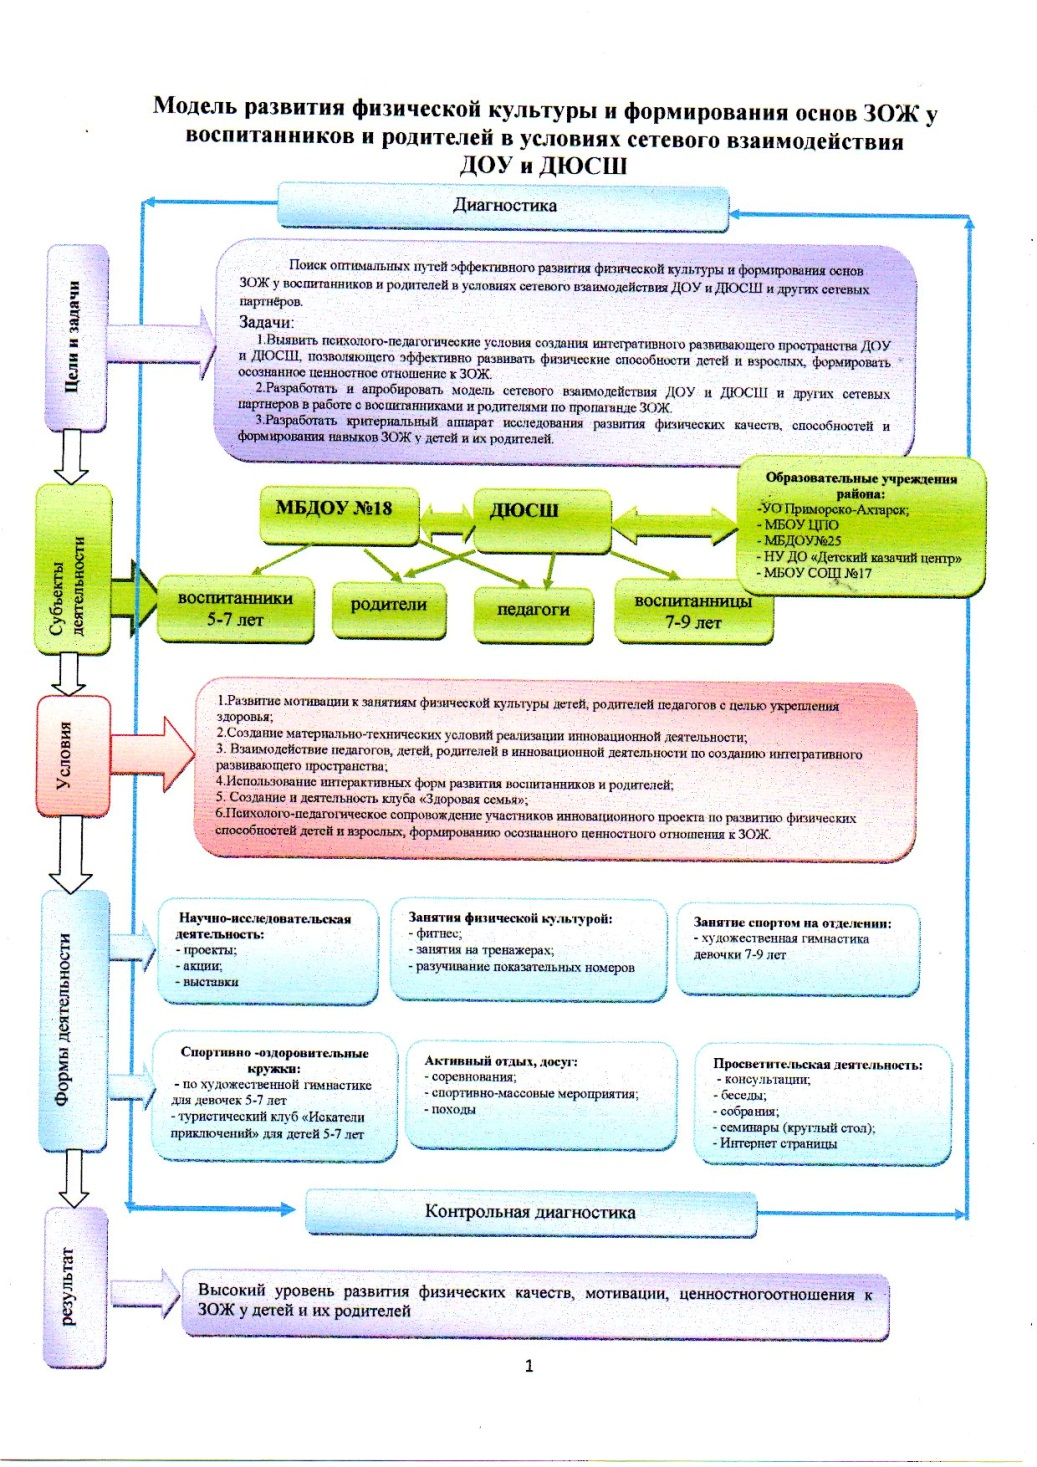 Модель развития физической культуры и формирования основ ЗОЖ у
воспитанников и родителей в условиях сетевого взаимодействия
ДОУ и ДЮСШ
Диагностика
Цели и задачи
Поиск оптимальных путей эффективного развития физической культуры и формирования основ
ЗОЖ у воспитанников и родителей в условиях сетевого взаимодействия ДОУ и ДЮСШ и других сетевых
партнёров.
Задачи:
1.Выявить психолого-педагогические условия создания интегративного развивающего пространства ДОУ
и ДЮСШ, позволяющего эффективно развивать физические способности детей и взрослых, формировать
осознанное ценностное отношение к ЗОЖ.
2.Разработать и апробировать модель сетевого взаимодействия ДОУ и ДЮСШ и других сетевых
партнеров в работе с воспитанниками и родителями по пропаганде ЗОЖ.
3.Разработать критериальный аппарат исследования развития физических качеств, способностей и
формирования навыков ЗОЖ у детей и их родителей.
Субъекты
деятельности
МБДОУ №18
ДЮСШ
Образовательные учреждения
района:
-УО Приморско-Ахтарск;
- МБОУ ЦПО
- МБДОУ№25
- НУ ДО «Детский казачий центр»
- МБОУ СОШ №17
воспитанники
5-7 лет
родители
педагоги
воспитанницы
7-9 лет
Условия
1.Развитие мотивации к занятиям физической культуры детей, родителей педагогов с целью укрепления
здоровья;
2.Создание материально-технических условий реализации инновационной деятельности;
3. Взаимодействие педагогов, детей, родителей в инновационной деятельности по созданию интегративного
развивающего пространства;
4.Использование интерактивных форм развития воспитанников и родителей;
5. Создание и деятельность клуба «Здоровая семья»;
6.Психолого-педагогическое сопровождение участников инновационного проекта по развитию физических
способностей детей и взрослых, формированию осознанного ценностного отношения к ЗОЖ.
Формы деятельности
Научно-исследовательская
деятельность:
- проекты;
- акции;
- выставки
Занятия физической культурой:
- фитнес;
- занятия на тренажерах;
- разучивание показательных номеров
Занятие спортом на отделении:
- художественная гимнастика
девочки 7-9 лет
Спортивно -оздоровительные
кружки:
- по художественной гимнастике
для девочек 5-7 лет
- туристический клуб «Искатели
приключений» для детей 5-7 лет
Активный отдых, досуг:
- соревнования;
- спортивно-массовые мероприятия;
- походы
Просветительская деятельность:
- консультации;
- беседы;
- собрания;
- семинары (круглый стол);
- Интернет страницы
Контрольная диагностика
результат
Высокий уровень развития физических качеств, мотивации, ценностногоотношения к
ЗОЖ у детей и их родителей
1